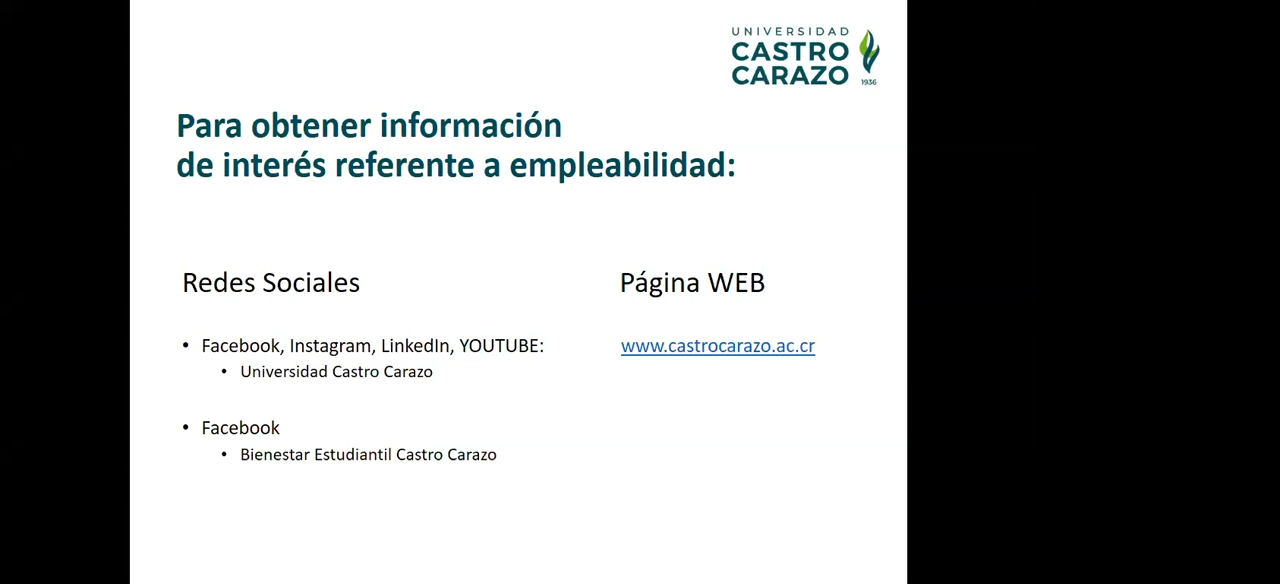 UNIVERSIDAD
CASTRO
CARAZO
1936
Para obtener información
de interés referente a empleabilidad:
Redes Sociales
Página WEB
• Facebook, Instagram, LinkedIn, YOUTUBE:
www.castrocarazo.ac.cr
• Universidad Castro Carazo
• Facebook
• Bienestar Estudiantil Castro Carazo